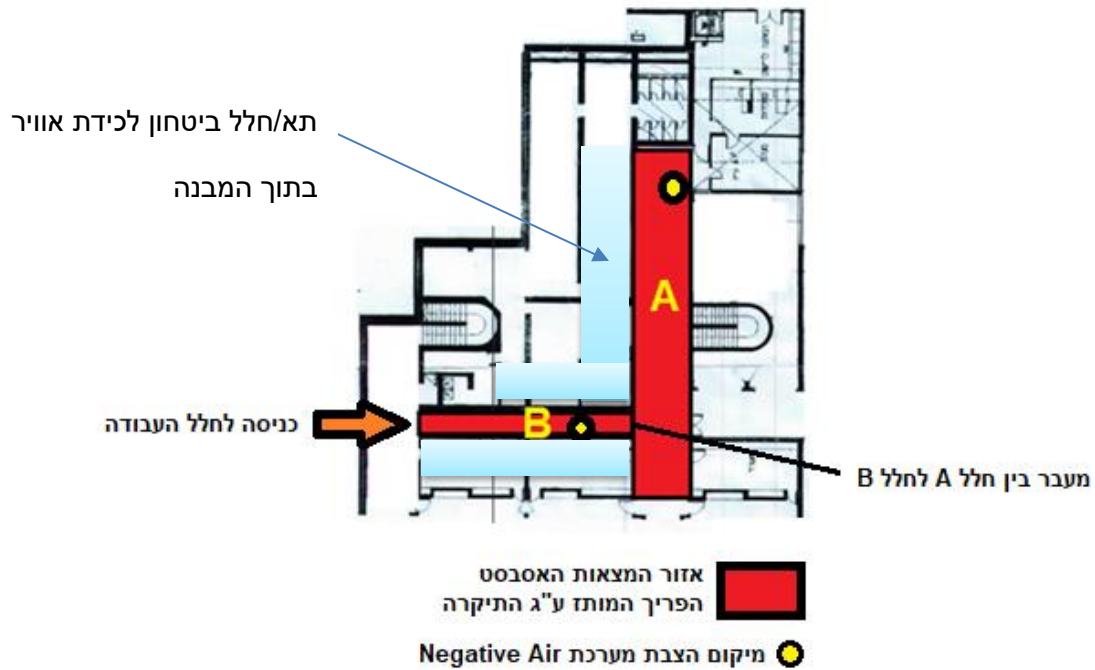 תא/חלל ביטחון לכידת אוויר
בתוך המבנה
A
B
כניסה לחלל העבודה
מעבר בין חלל A לחלל B
אזור המצאות האסבסט
הפריך המותז ע"ג התיקרה
מיקום הצבת מערכת Negative Air